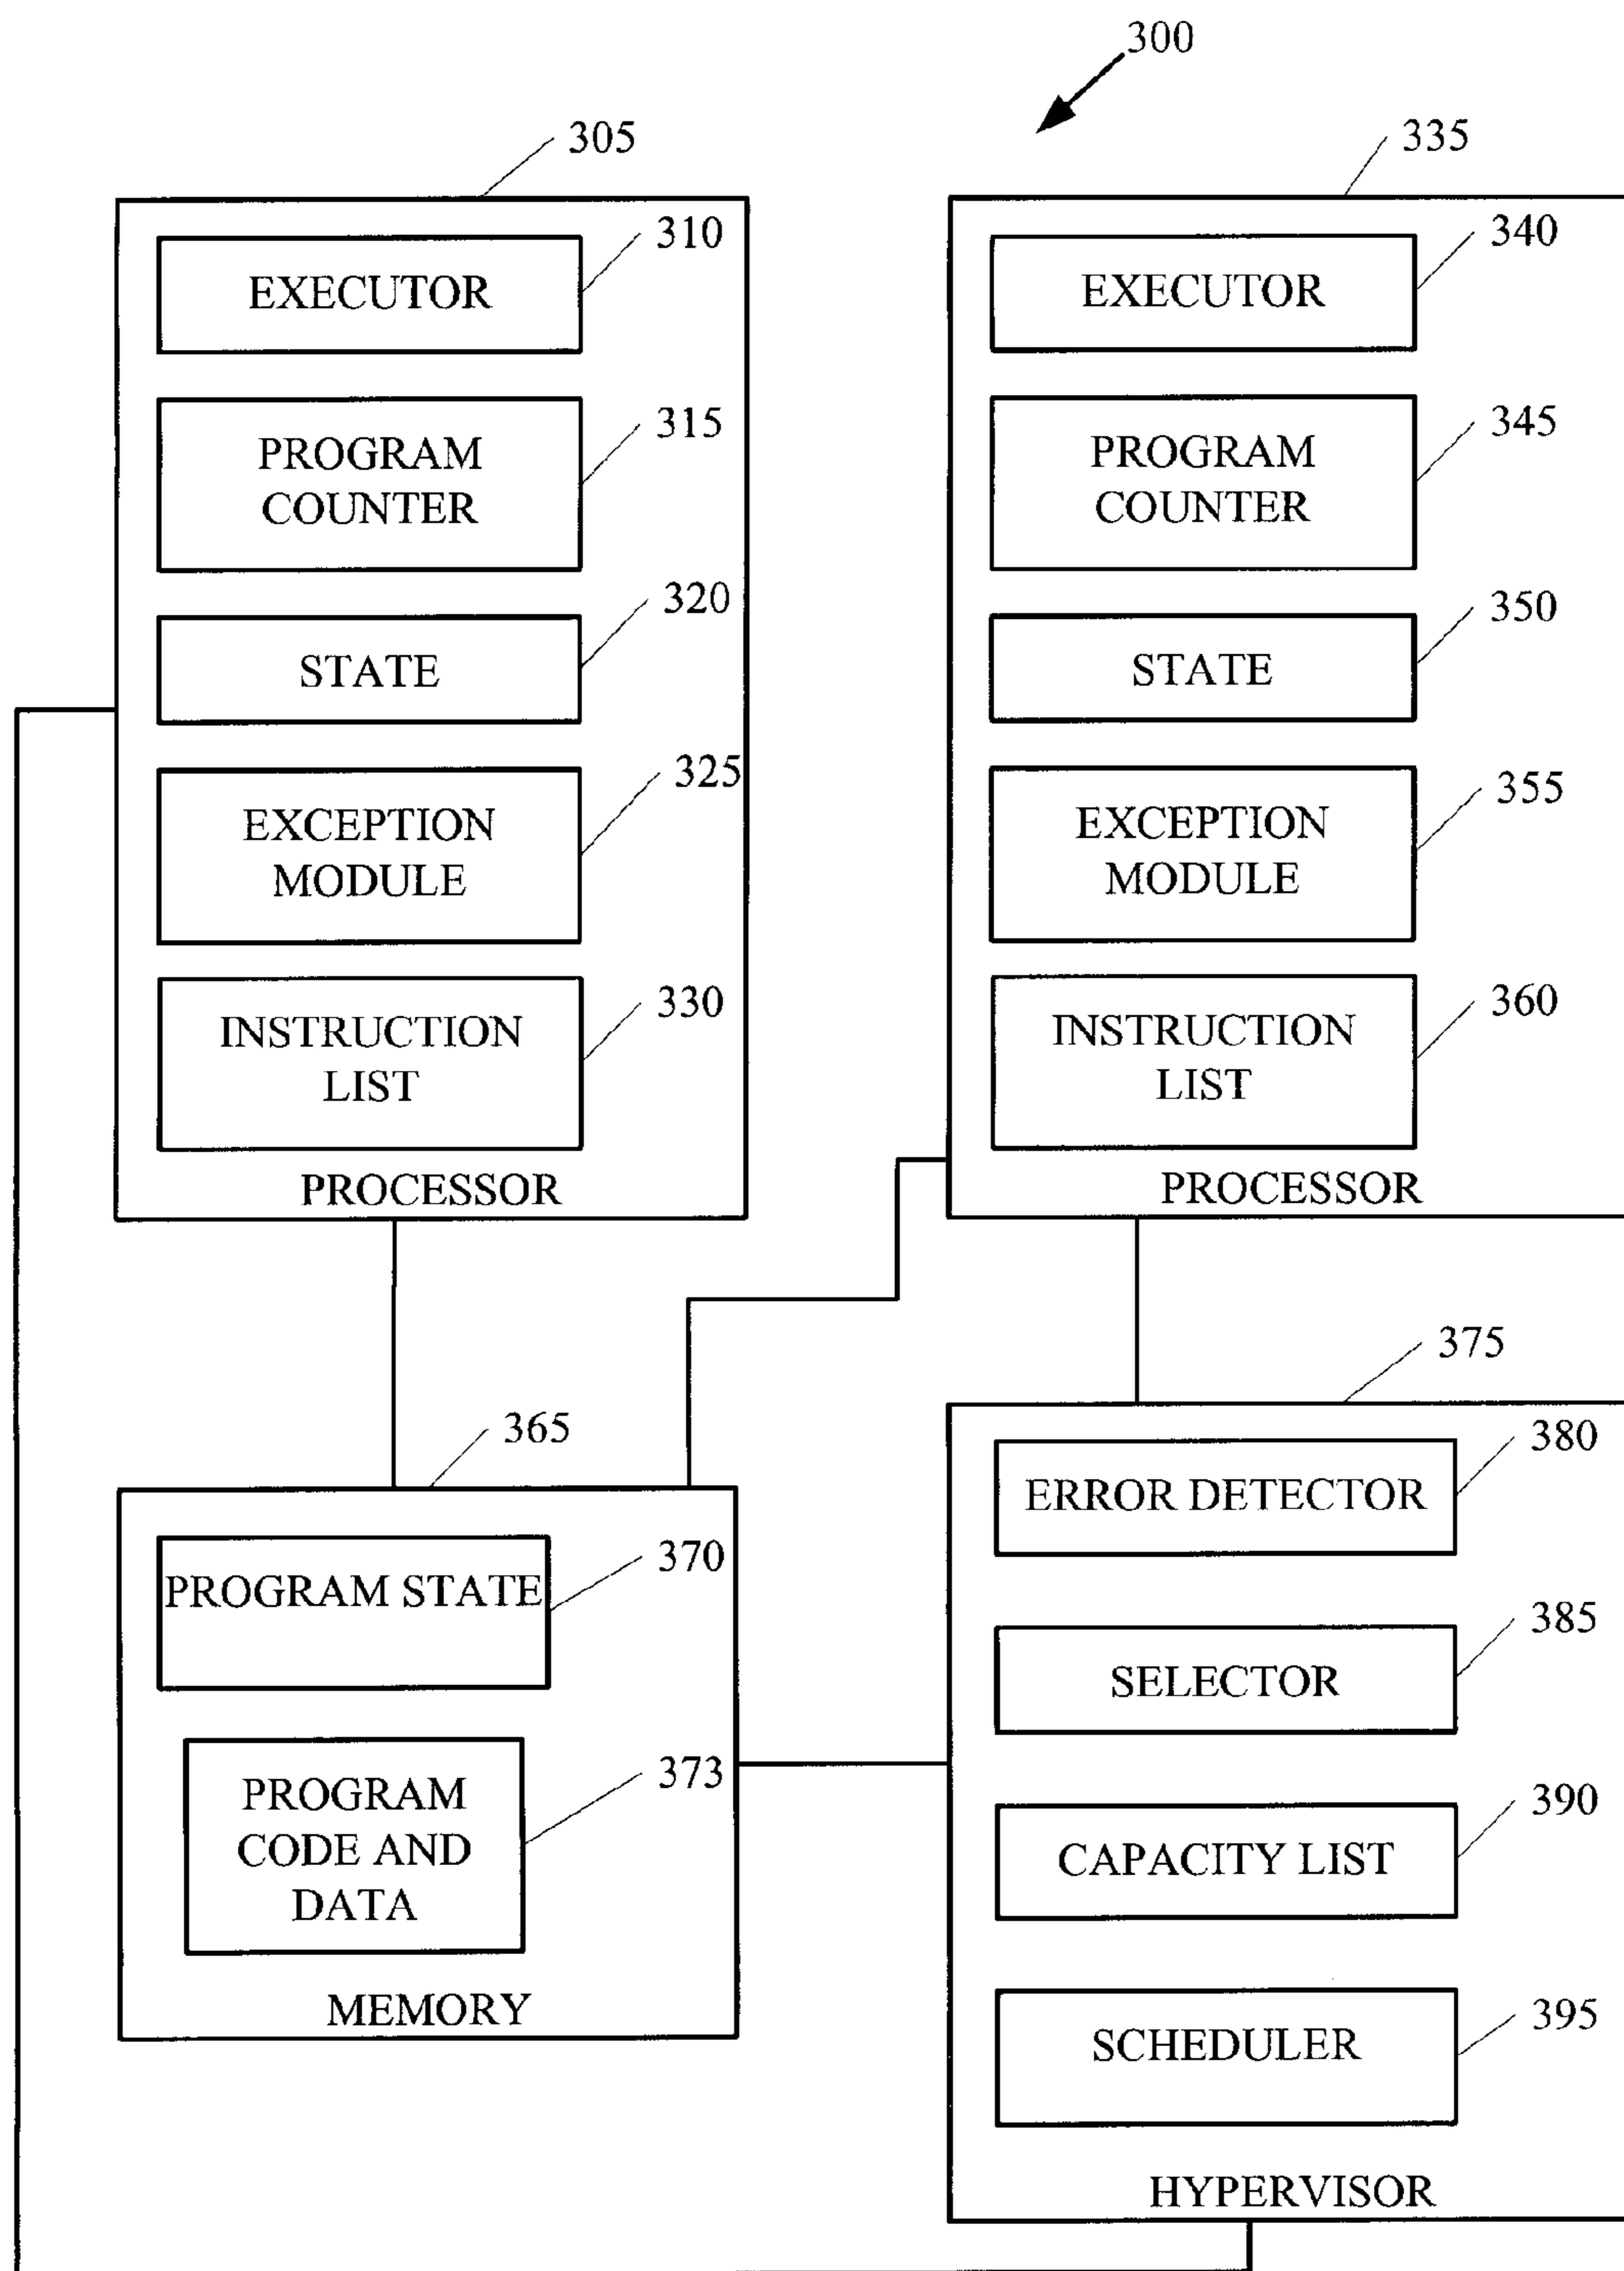 300
305
310
EXECUTOR
315
PROGRAM
COUNTER
320
STATE
325
EXCEPTION
MODULE
330
INSTRUCTION
LIST
PROCESSOR
335
340
EXECUTOR
345
PROGRAM
COUNTER
350
STATE
355
EXCEPTION
MODULE
360
INSTRUCTION
LIST
PROCESSOR
365
370
PROGRAM STATE
373
PROGRAM
CODE AND
DATA
MEMORY
375
380
ERROR DETECTOR
385
SELECTOR
390
CAPACITY LIST
395
SCHEDULER
HYPERVISOR